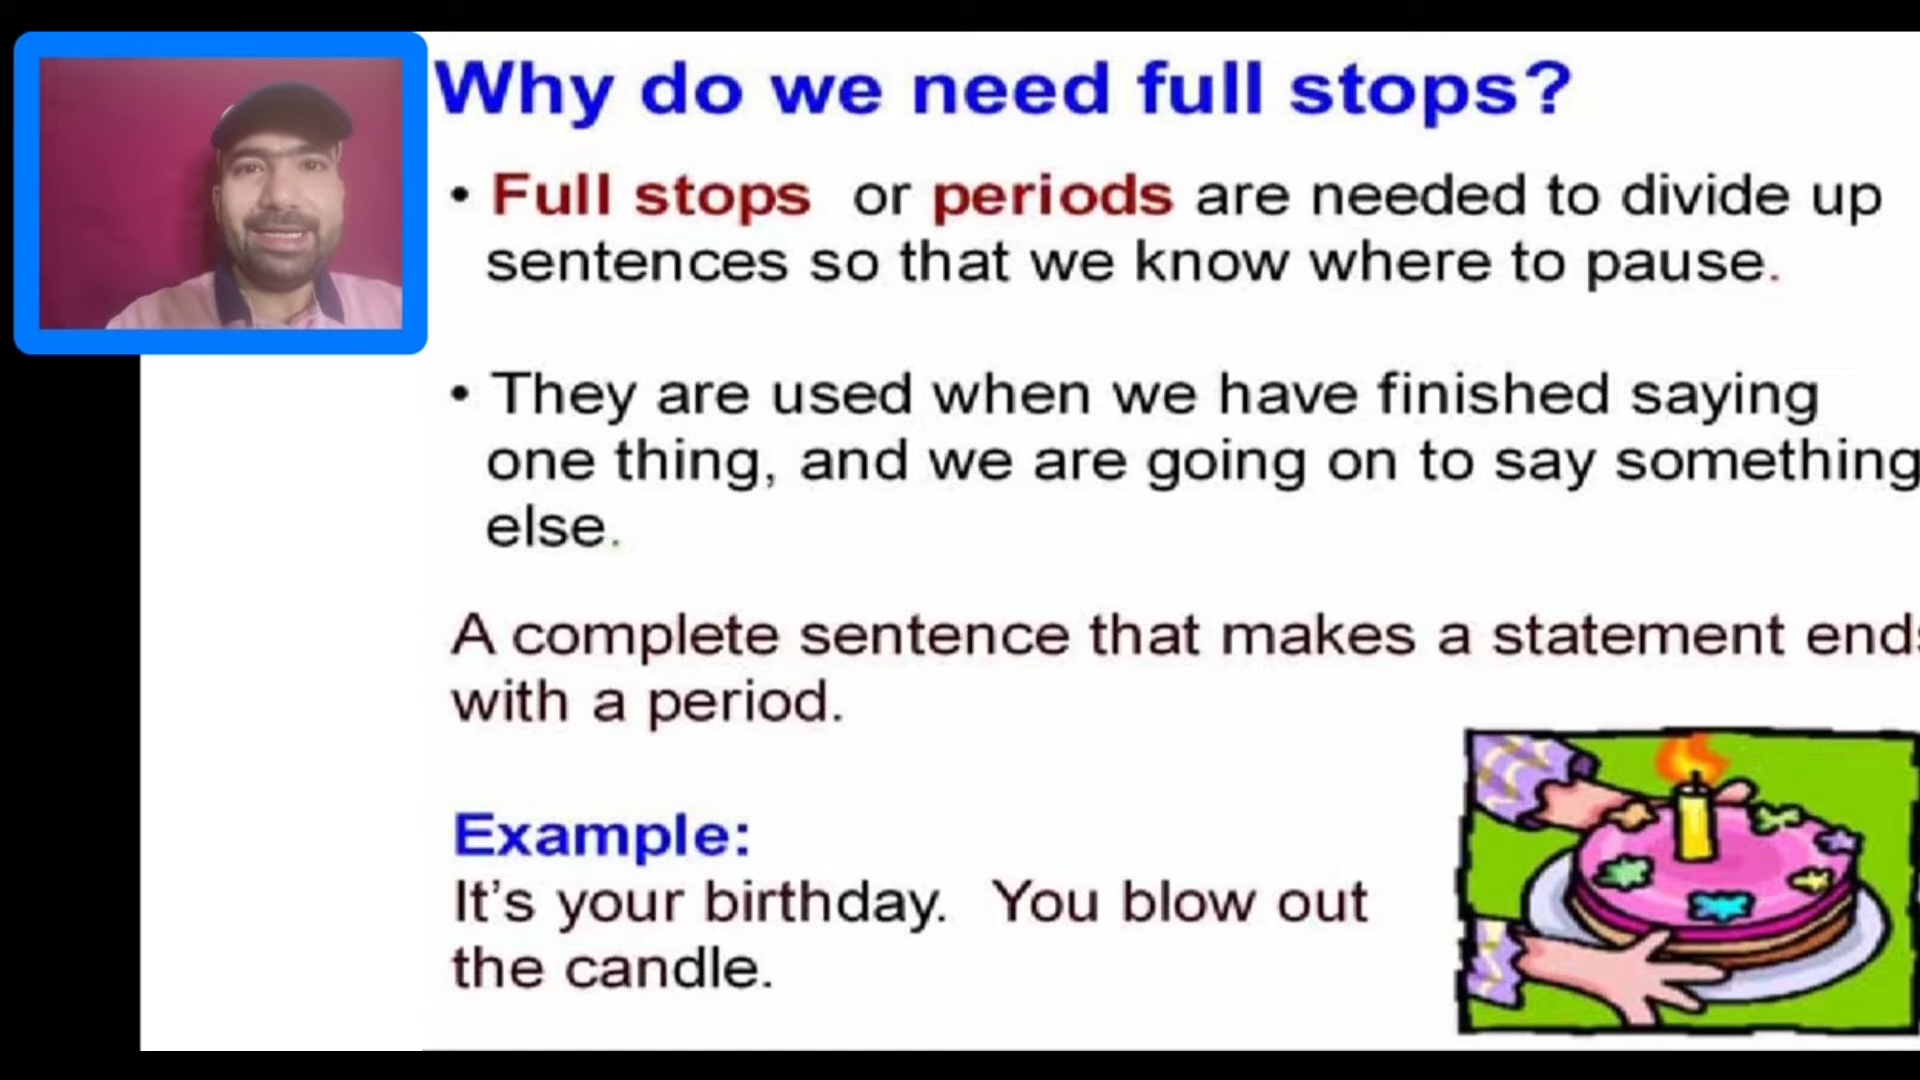 Why do we need full stops?
• Full stops or periods are needed to divide up
sentences so that we know where to pause.
• They are used when we have finished saying
one thing, and we are going on to say something
else.
A complete sentence that makes a statement ends
with a period.
Example:
It’s your birthday. You blow out
the candle.